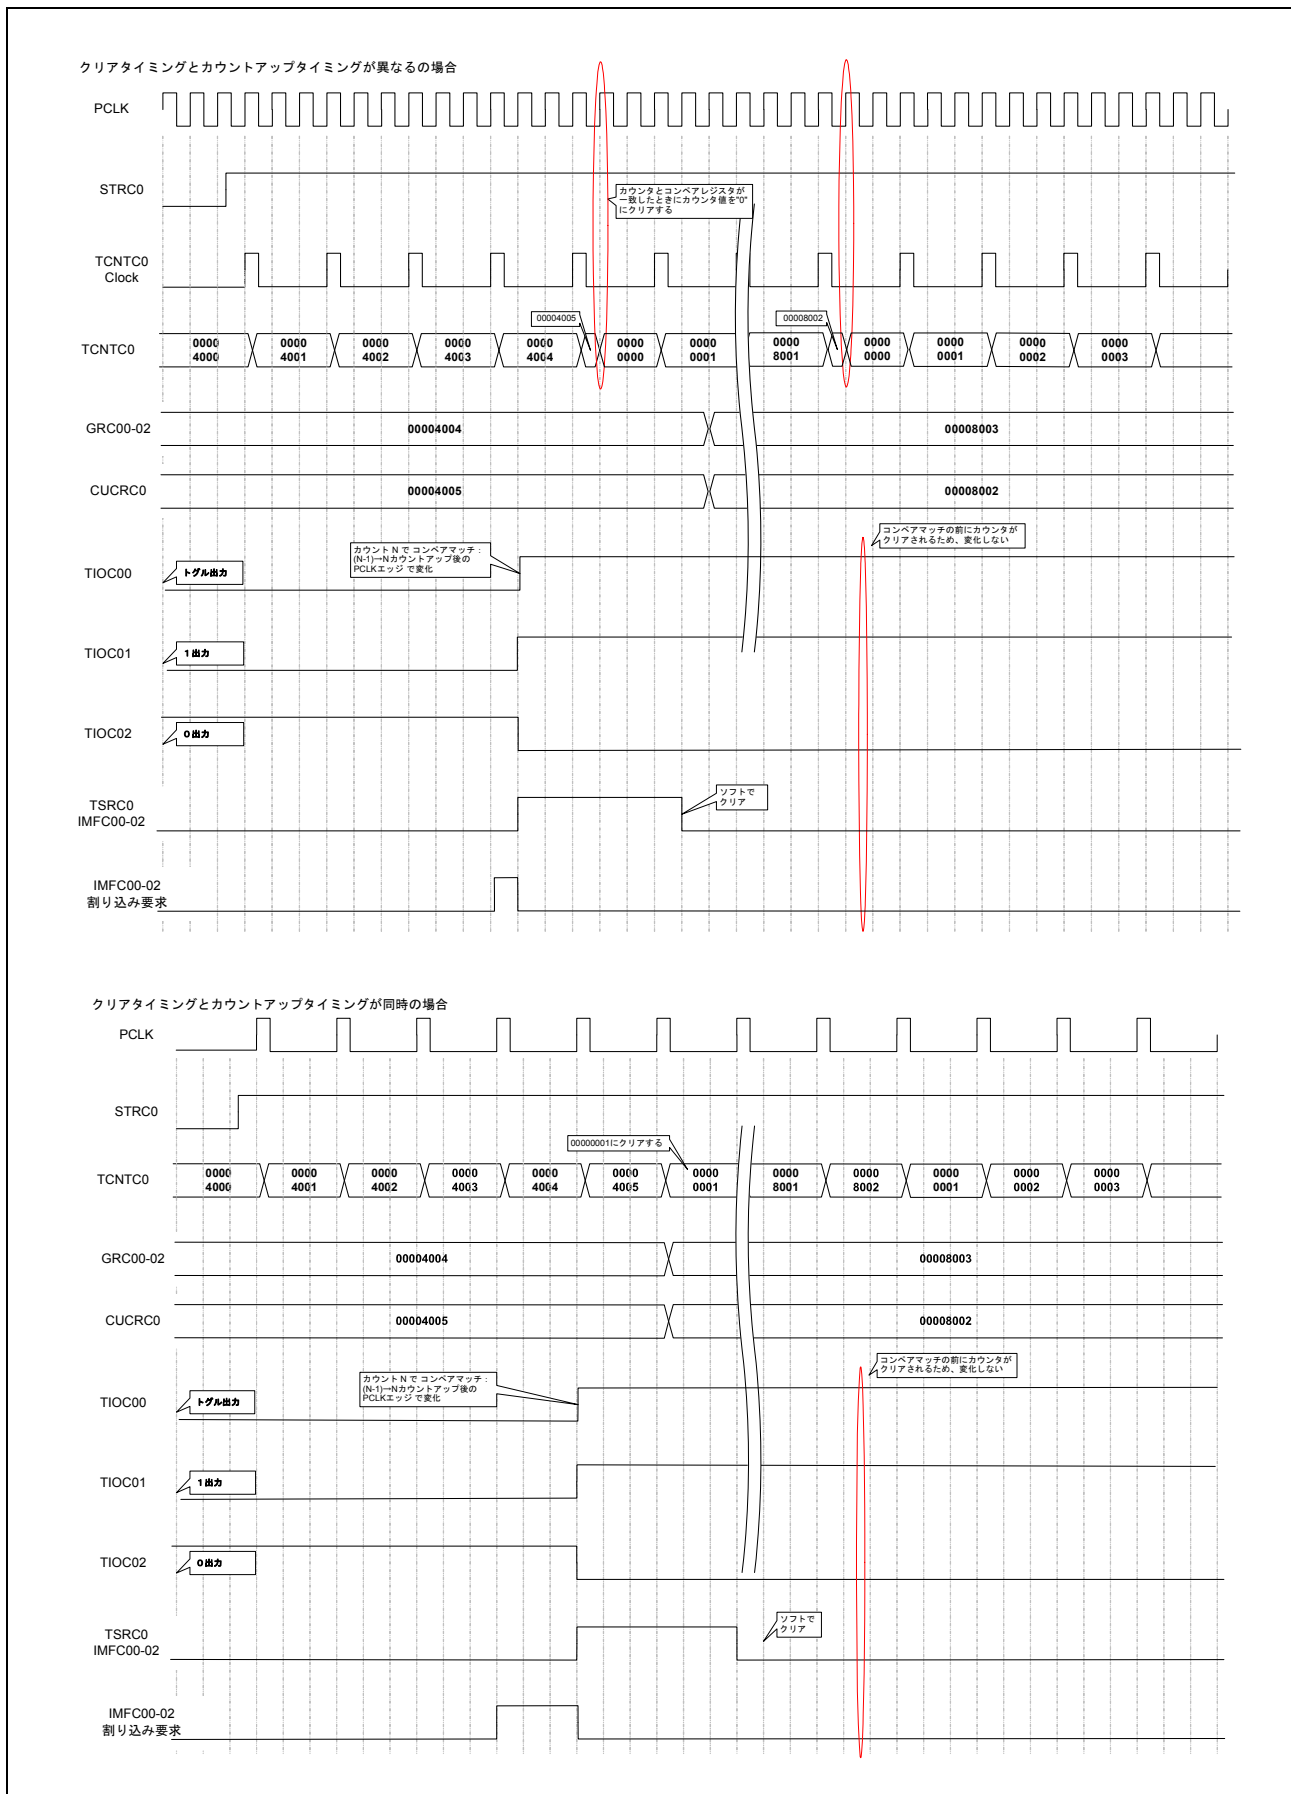 クリアタイミングとカウントアップタイミングが異なるの場合
PCLK
STRC0
カウンタとコンペアレジスタが
一致したときにカウンタ値を"0"
にクリアする
TCNTC0
Clock
00004005
00008002
TCNTC0
0000 0000 0000 0000 0000 0000 0000 0000 0000 0000 0000 0000
4000 4001 4002 4003 4004 0000 0001 8001 0000 0001 0002 0003
GRC00-02
00004004
00008003
CUCRC0
00004005
00008002
コンペアマッチの前にカウンタが
クリアされるため、変化しない
カウント N で コンペアマッチ：
(N-1)→Nカウントアップ後の
PCLKエッジ で変化
TIOC00
トグル出力
TIOC01
1出力
TIOC02
0出力
ソフトで
クリア
TSRC0
IMFC00-02
IMFC00-02
割り込み要求
クリアタイミングとカウントアップタイミングが同時の場合
PCLK
STRC0
00000001にクリアする
TCNTC0
0000 0000 0000 0000 0000 0000 0000 0000 0000 0000 0000 0000
4000 4001 4002 4003 4004 4005 0001 8001 8002 0001 0002 0003
GRC00-02
00004004
00008003
CUCRC0
00004005
00008002
コンペアマッチの前にカウンタが
クリアされるため、変化しない
カウント N で コンペアマッチ：
(N-1)→Nカウントアップ後の
PCLKエッジ で変化
TIOC00
トグル出力
TIOC01
1出力
TIOC02
0出力
ソフトで
クリア
TSRC0
IMFC00-02
IMFC00-02
割り込み要求